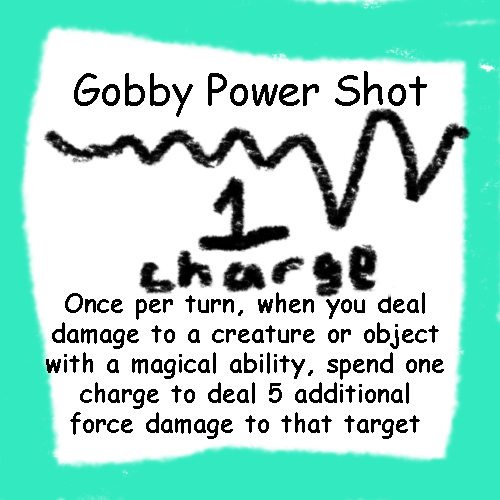 Gobby Power Shot
1
charge
Once per turn, when you deal
damage to a creature or object
with a magical ability, spend one
charge to deal 5 additional
force damage to that target